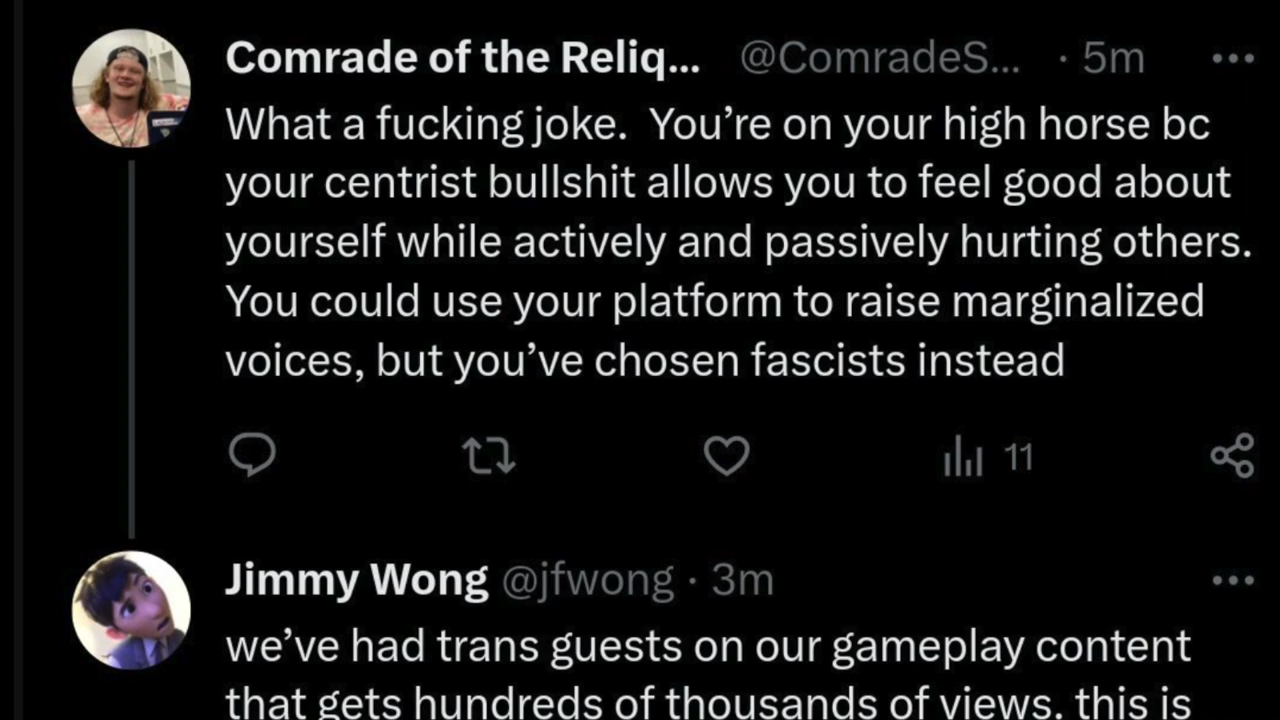 Comrade of the Reliq... @ComradeS... · 5m
What a fucking joke.  You’re on your high horse bc
your centrist bullshit allows you to feel good about
yourself while actively and passively hurting others.
You could use your platform to raise marginalized
voices, but you’ve chosen fascists instead
11
Jimmy Wong @jfwong · 3m
we’ve had trans guests on our gameplay content
that gets hundreds of thousands of views. this is